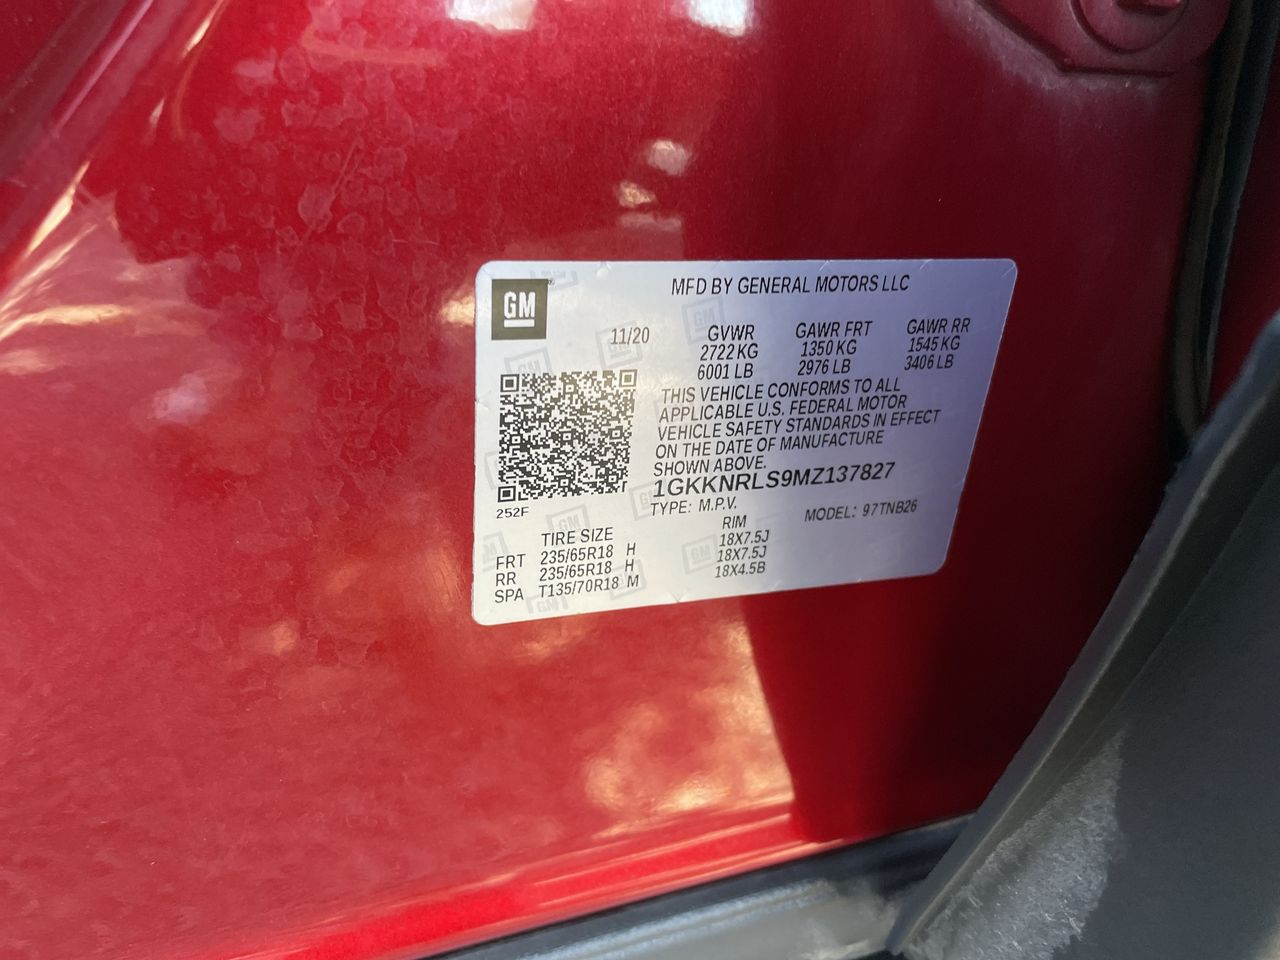 GM
MFD BY GENERAL MOTORS LLC
11/20 GVWR GAWR FRT GAWR RR
2722 KG 1350 KG 1545 KG
6001 LB 2976 LB 3406 LB
THIS VEHICLE CONFORMS TO ALL
APPLICABLE U.S. FEDERAL MOTOR
VEHICLE SAFETY STANDARDS IN EFFECT
ON THE DATE OF MANUFACTURE
SHOWN ABOVE.
1GKKNRLS9MZ137827
TYPE: M.P.V. MODEL: 97TNB26
252F
TIRE SIZE RIM
FRT 235/65R18 H 18X7.5J
RR 235/65R18 H 18X7.5J
SPA T135/70R18 M 18X4.5B